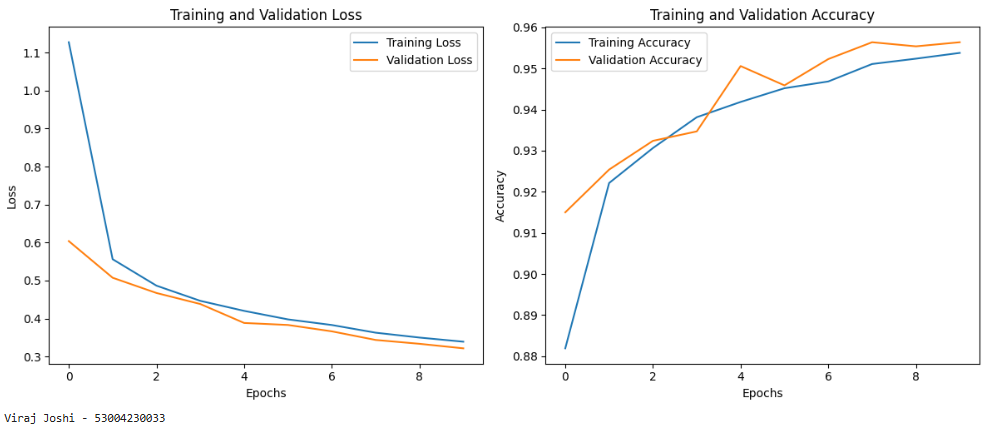 Training and Validation Loss
Training Loss
Validation Loss
1.1
1.0
0.9
0.8
0.7
0.6
0.5
0.4
0.3
Loss
0 2 4 6 8
Epochs
Training and Validation Accuracy
Training Accuracy
Validation Accuracy
0.96
0.95
0.94
0.93
0.92
0.91
0.90
0.89
0.88
Accuracy
0 2 4 6 8
Epochs
Viraj Joshi - 53004230033